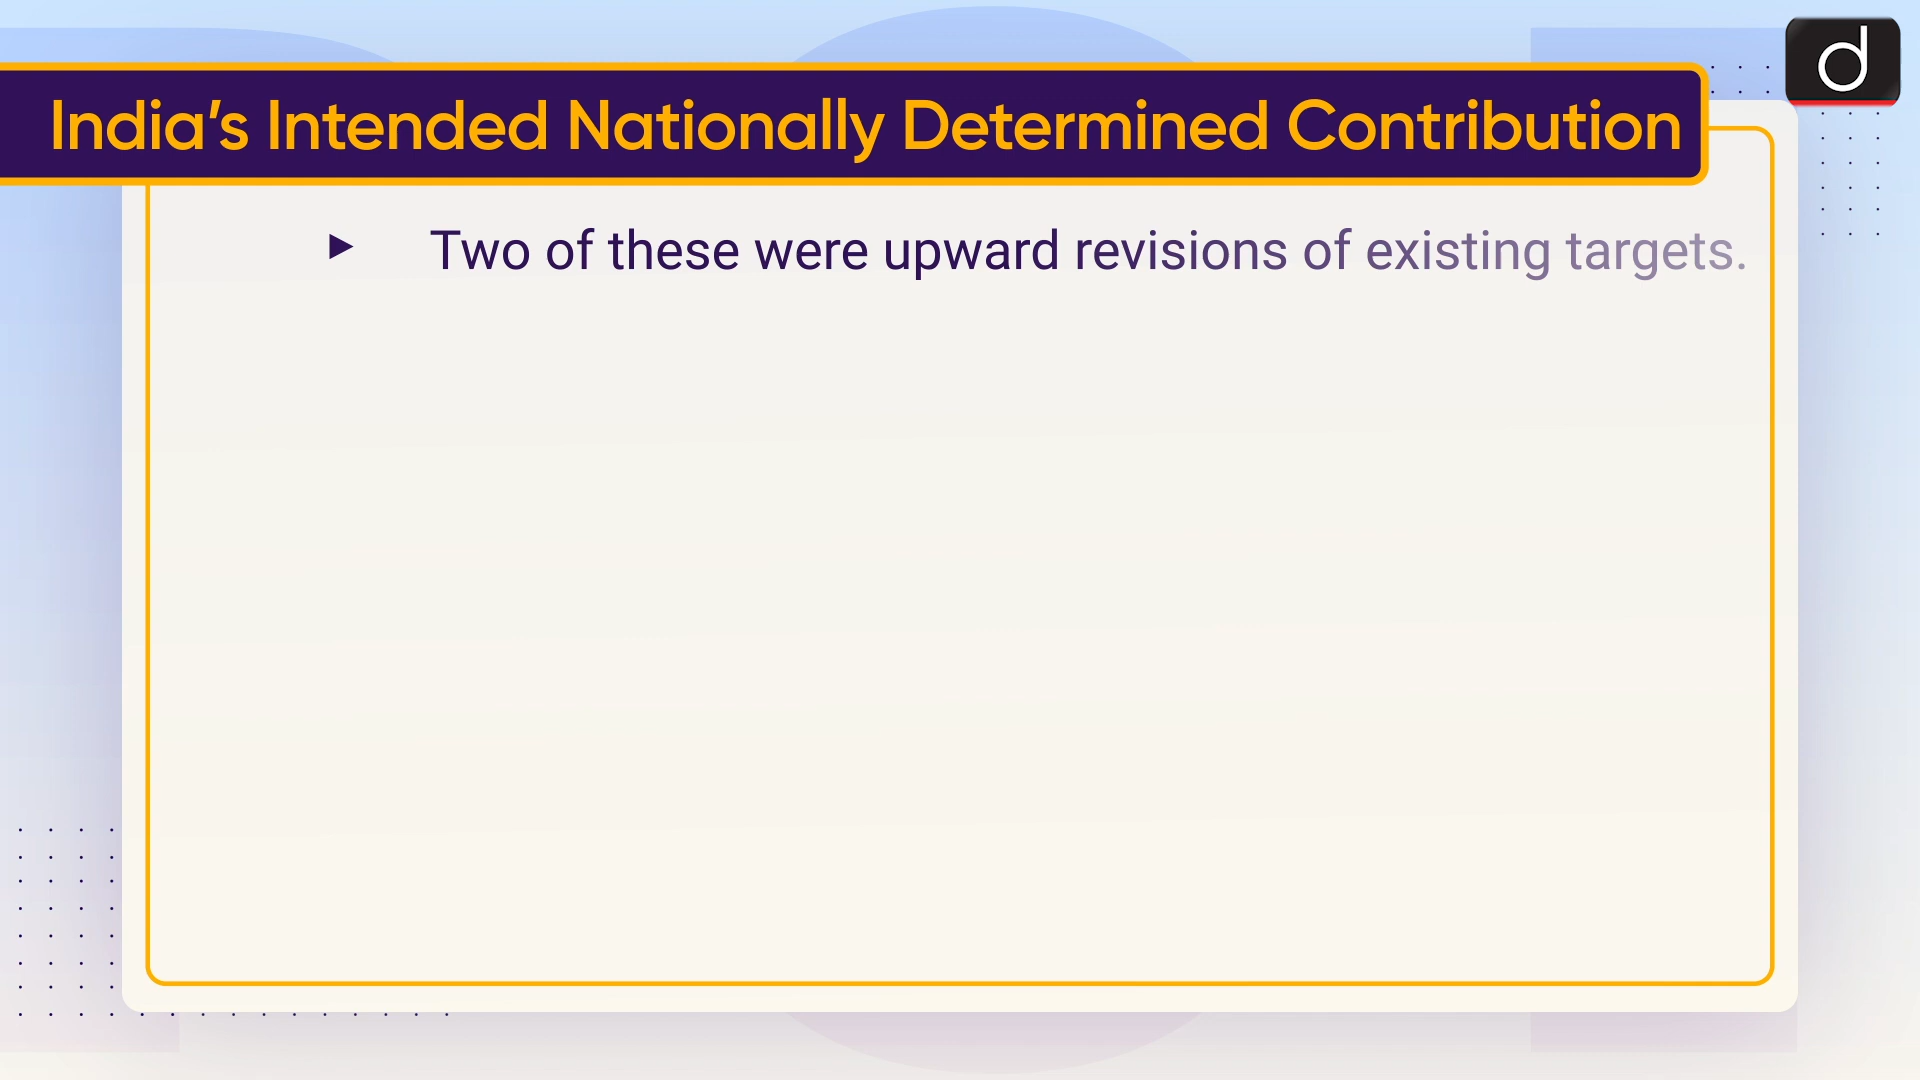 India’s Intended Nationally Determined Contribution
d
► Two of these were upward revisions of existing targets.